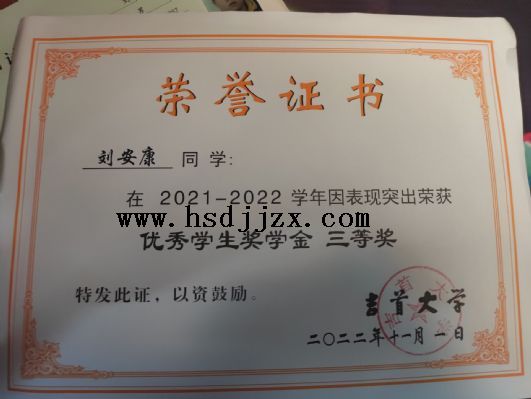 荣誉证书
刘安康 同学:
在 2021-2022 学年因表现突出荣获
www.hsdjjzx.com
优秀学生奖学金 三等奖
特发此证，以资鼓励。
吉首大学
二〇二二年十一月一日